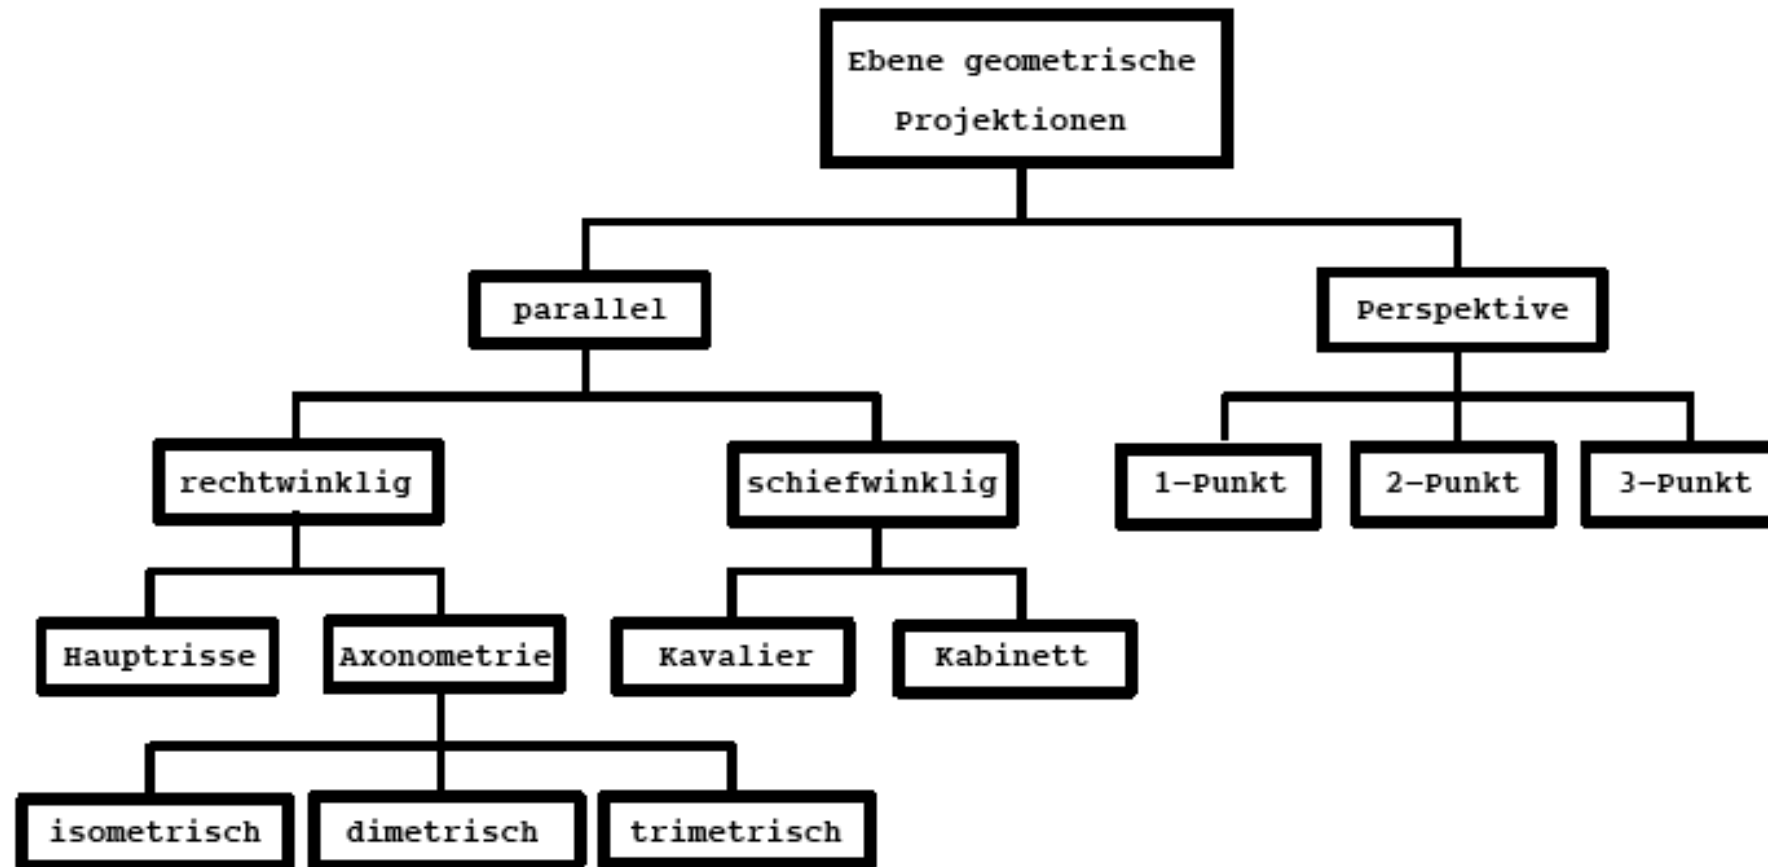 Ebene geometrische
Projektionen
parallel
Perspektive
rechtwinklig
schiefwinklig
1-Punkt
2-Punkt
3-Punkt
Hauptrisse
Axonometrie
Kavalier
Kabinett
isometrisch
dimetrisch
trimetrisch